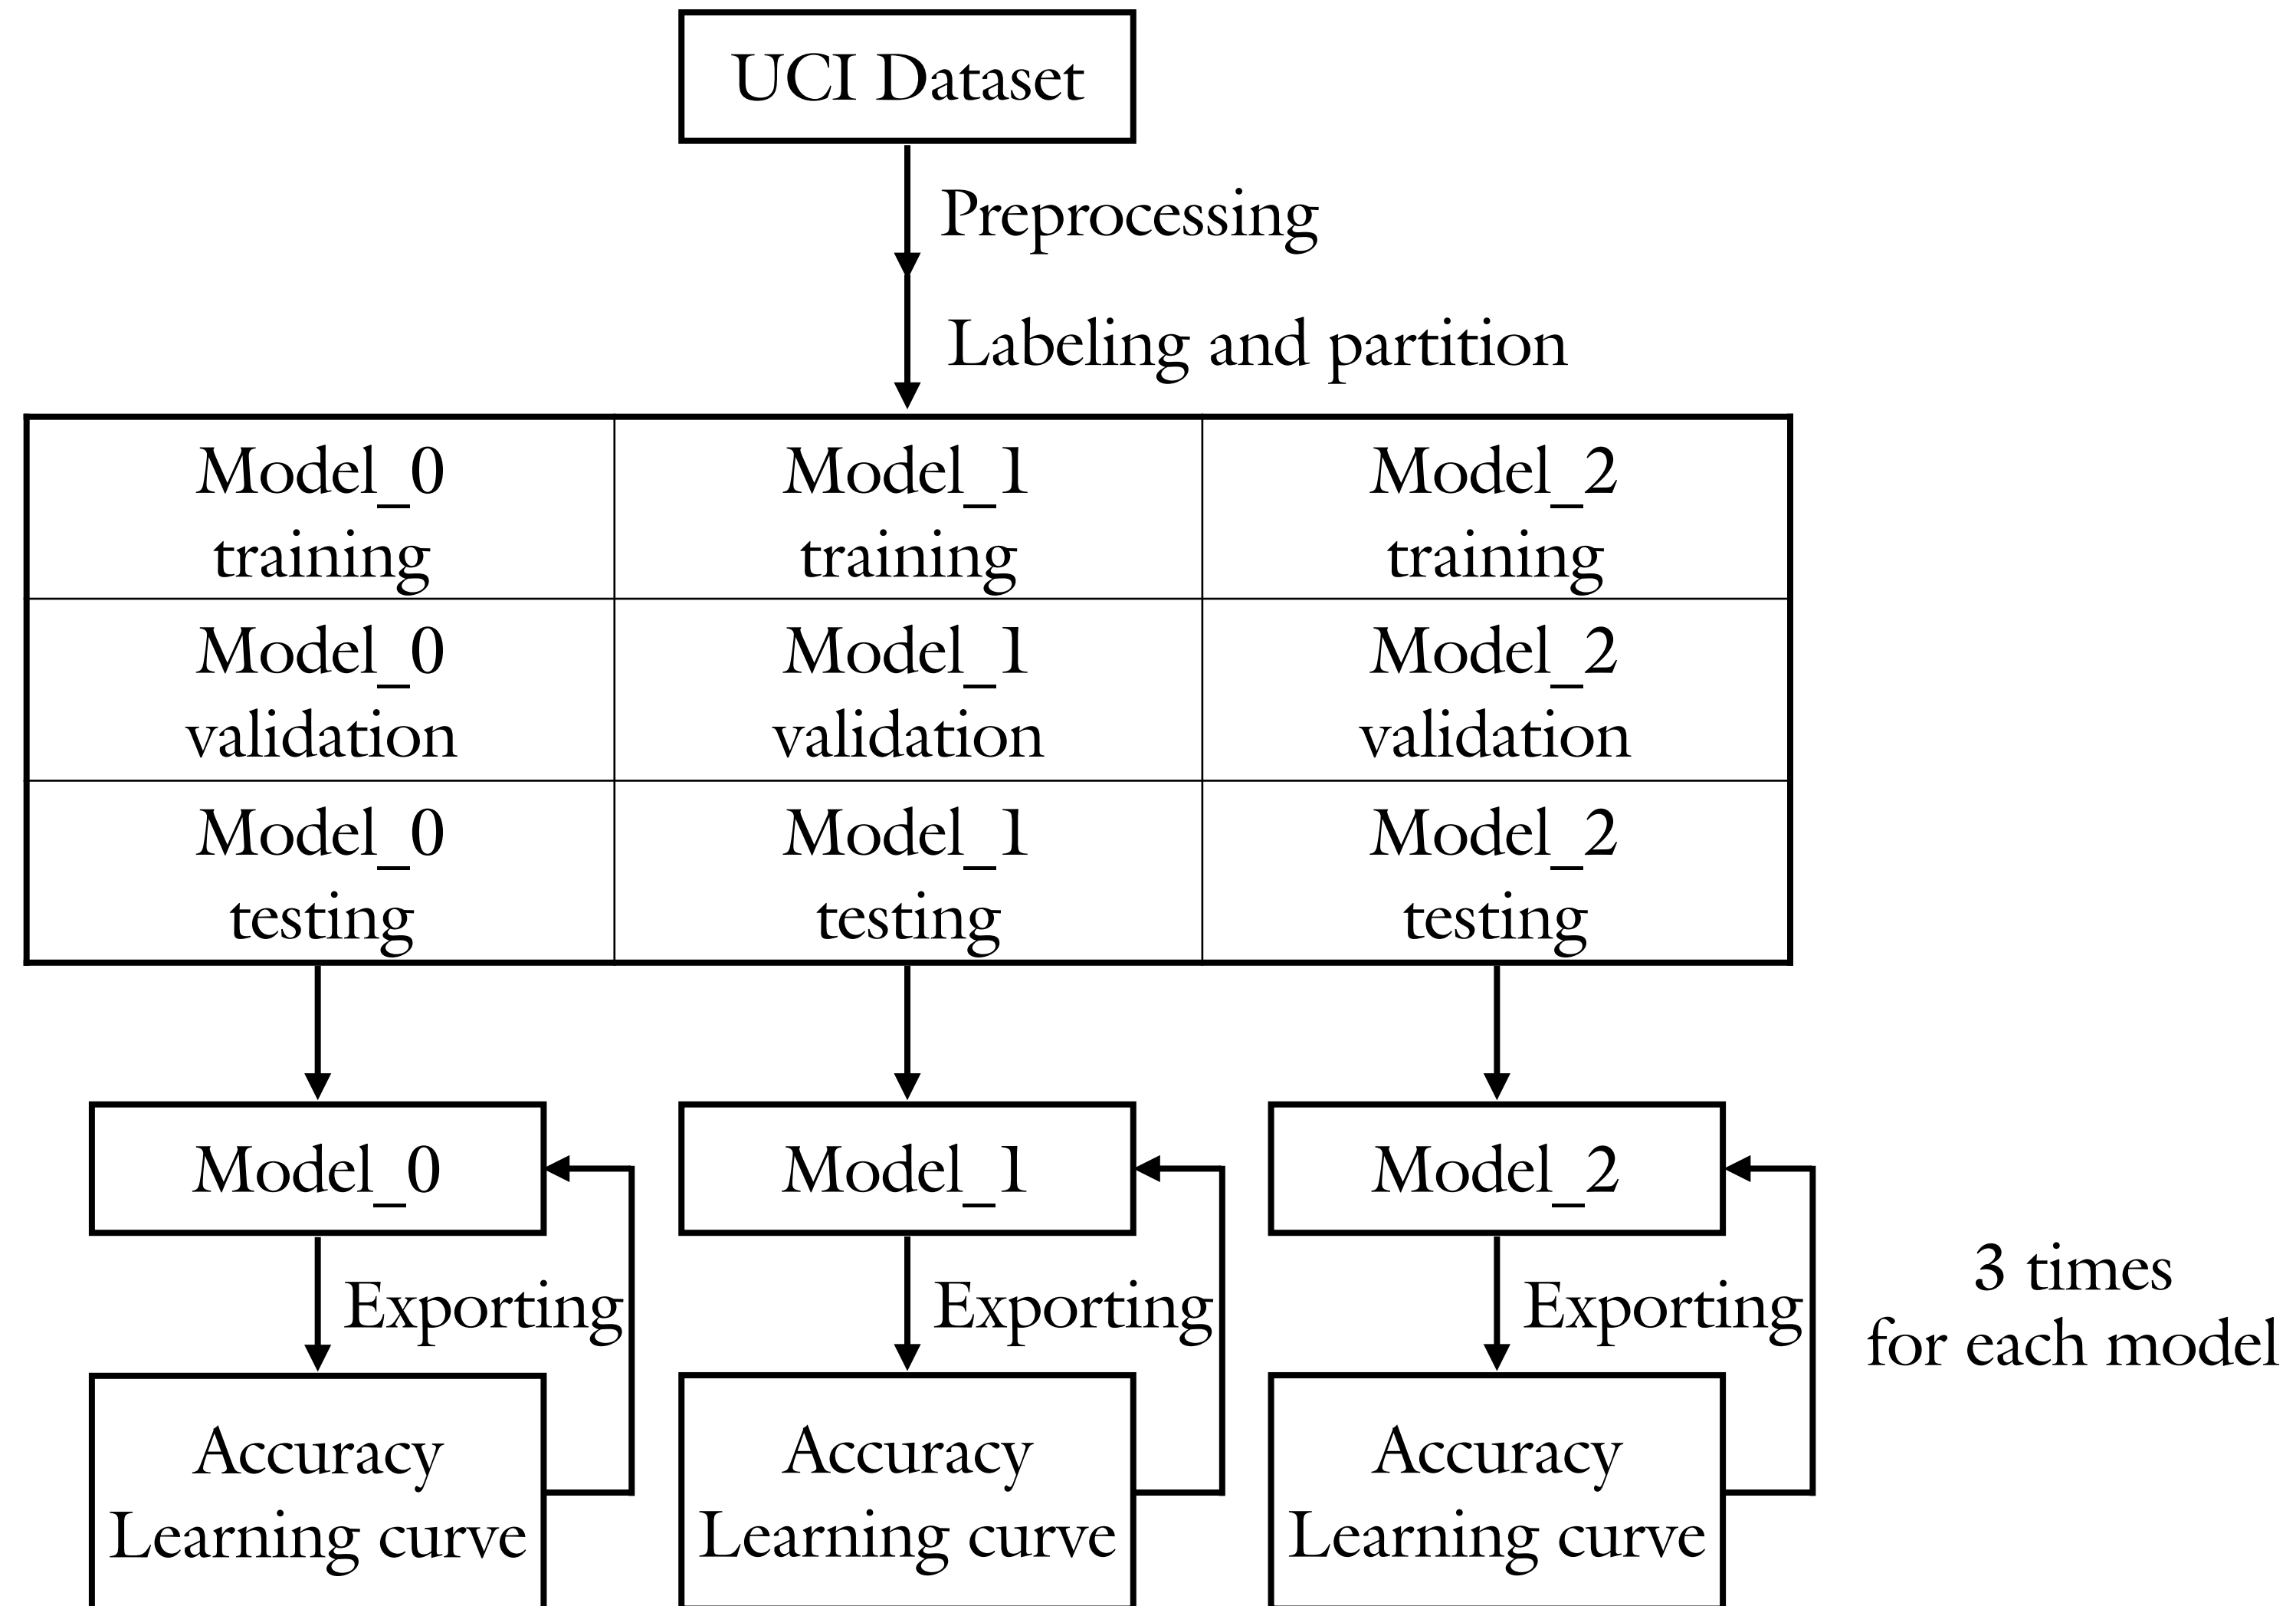 UCI Dataset
Preprocessing
Labeling and partition
Model_0
training
Model_1
training
Model_2
training
Model_0
validation
Model_1
validation
Model_2
validation
Model_0
testing
Model_1
testing
Model_2
testing
Model_0
Model_1
Model_2
Exporting
Exporting
Exporting
3 times
for each model
Accuracy
Learning curve
Accuracy
Lerning curve
Accuracy
Lerning curve